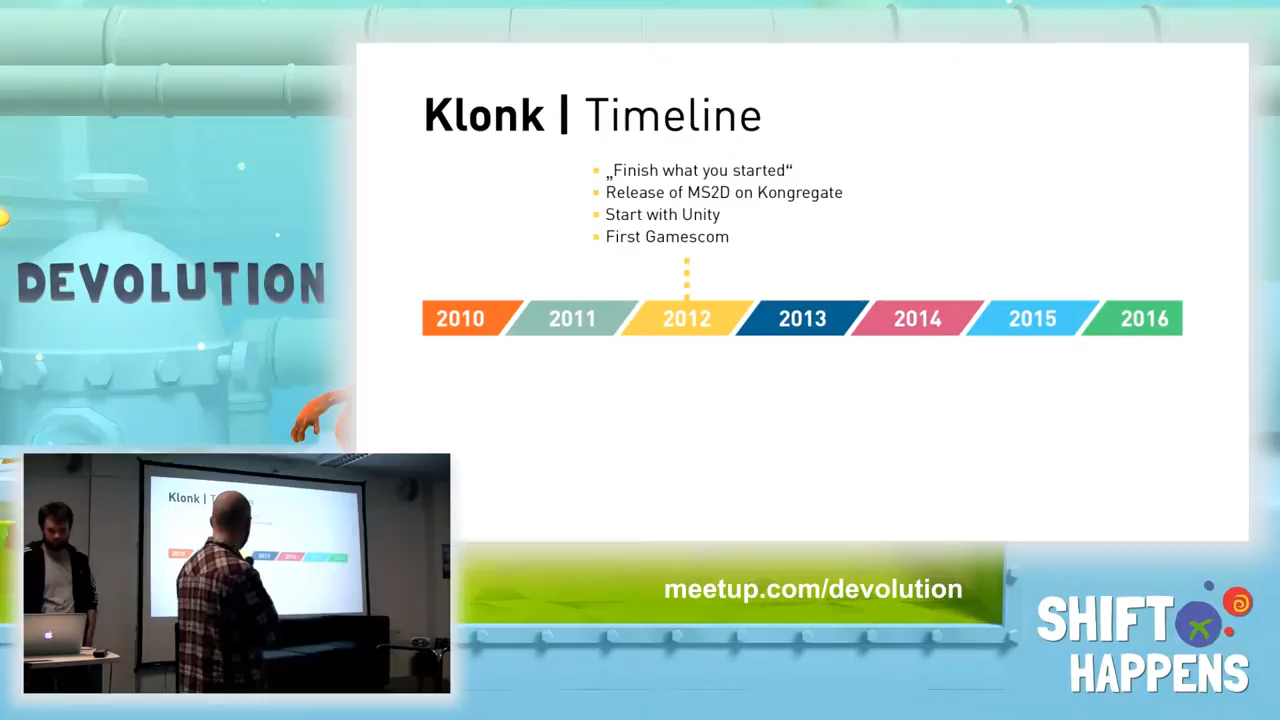 DEVOLUTION
Klonk | Timeline
„Finish what you started“
Release of MS2D on Kongregate
Start with Unity
First Gamescom
2010 2011 2012 2013 2014 2015 2016
Klonk |
meetup.com/devolution
SHIFT
HAPPENS